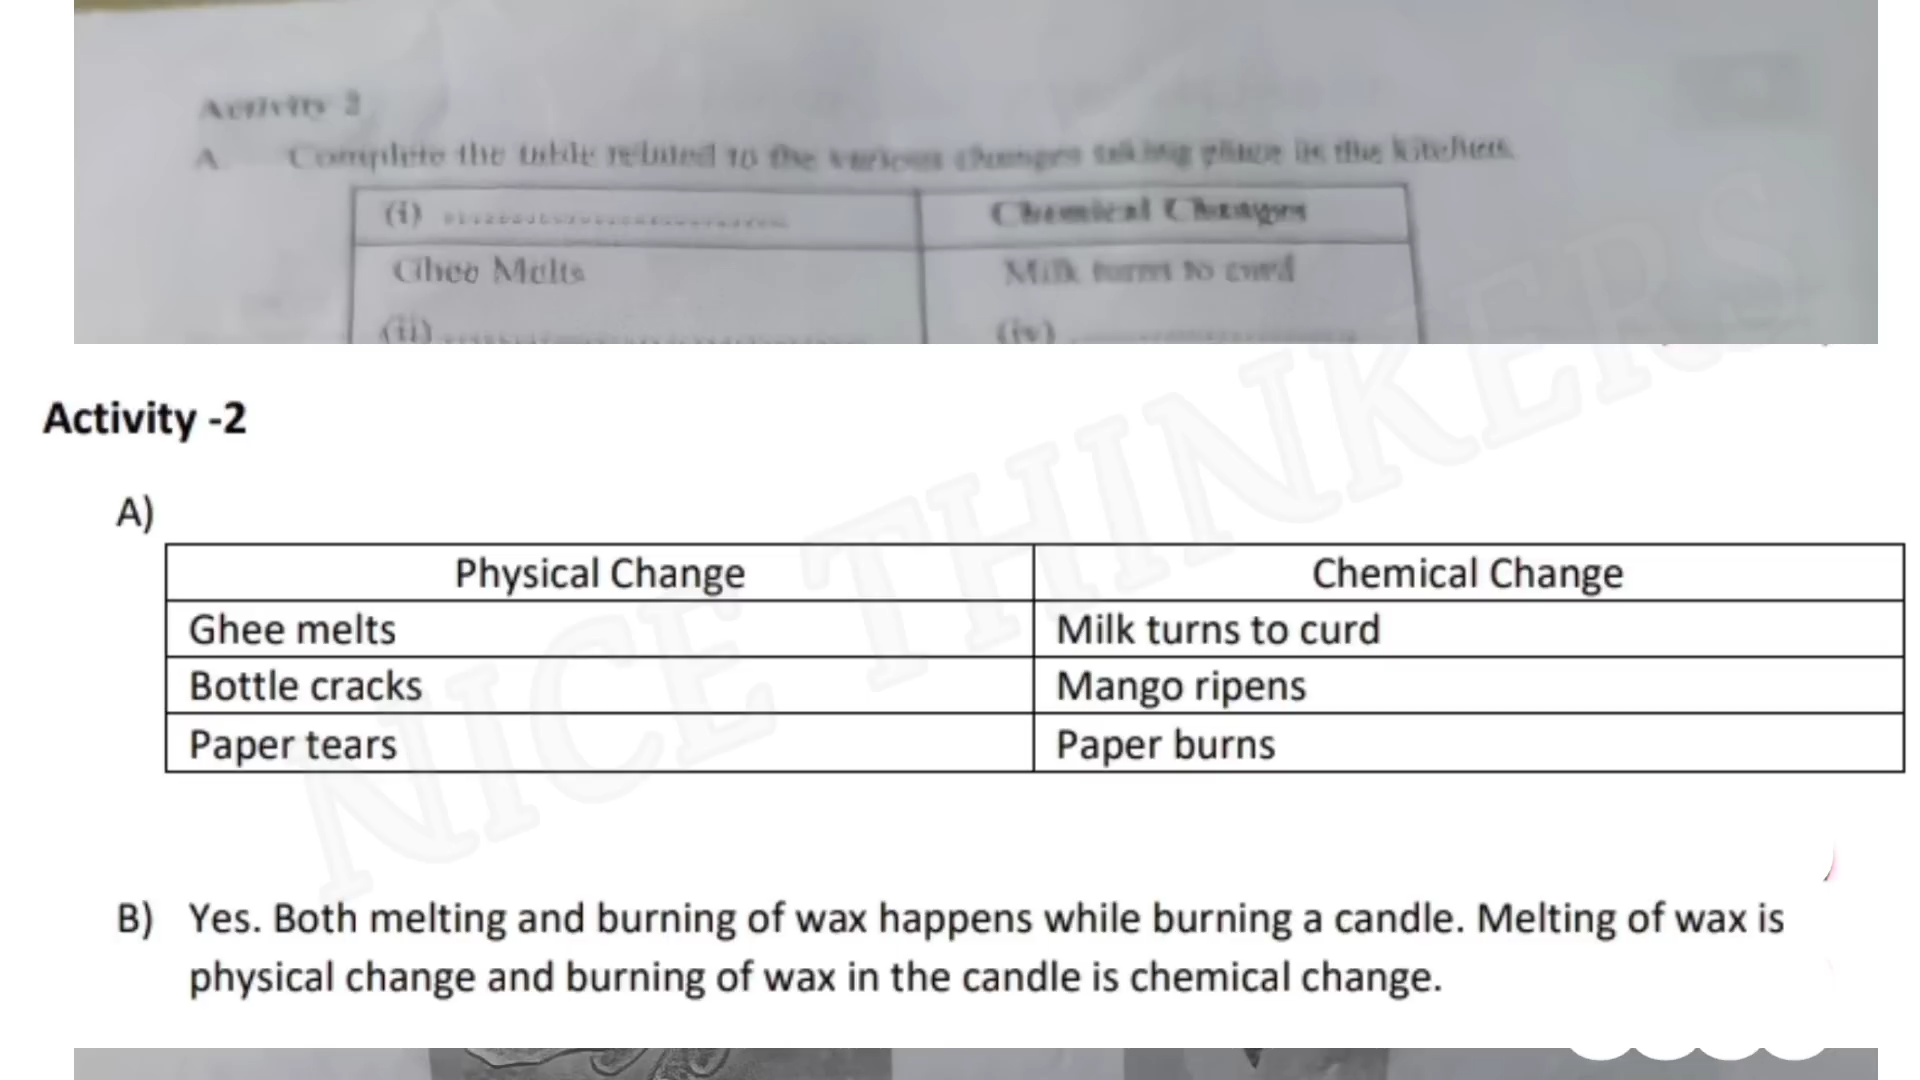 Activity 2
A. Complete the table related to the various changes taking place in the kitchen.
(i) ........................................ Chemical Changes
Ghee Melts Milk turns to curd
(ii) ........................................ (iv) ........................................
Activity -2
A)
Physical Change Chemical Change
Ghee melts Milk turns to curd
Bottle cracks Mango ripens
Paper tears Paper burns
B) Yes. Both melting and burning of wax happens while burning a candle. Melting of wax is
physical change and burning of wax in the candle is chemical change.
NICE THINKERS